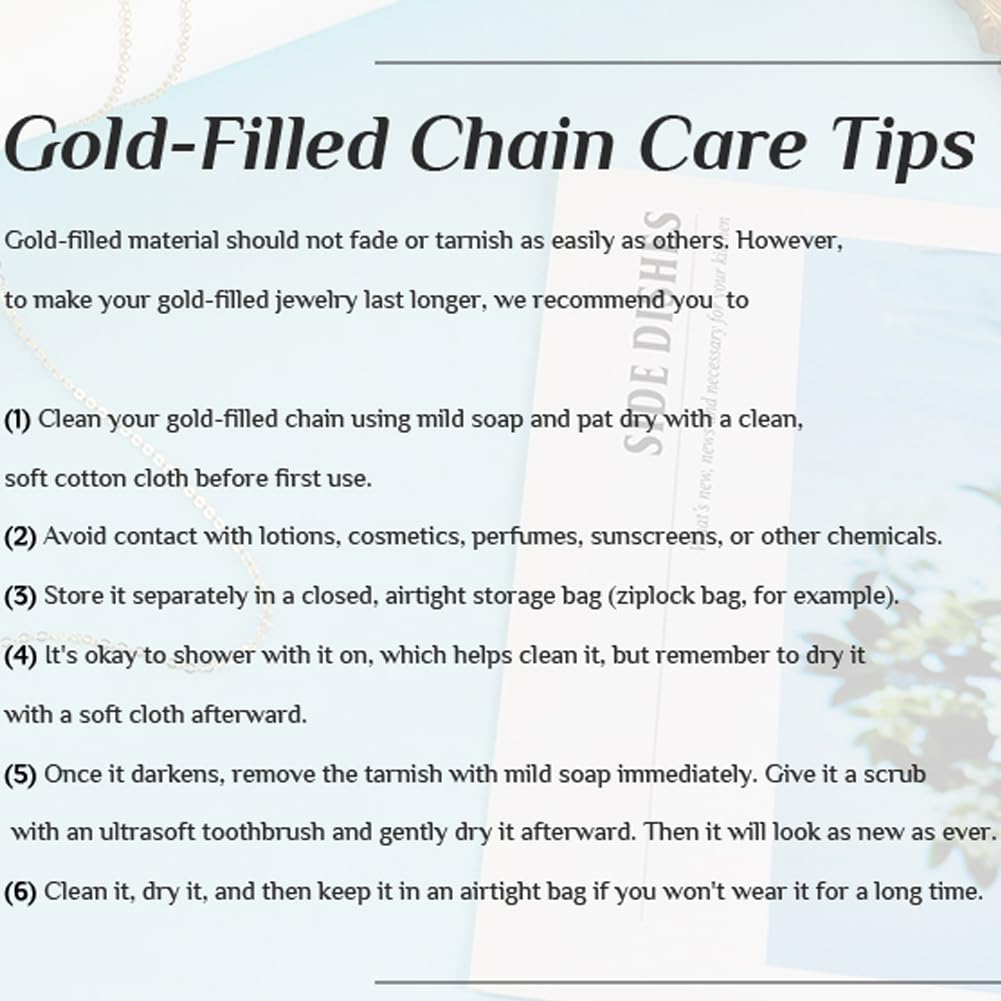 Gold-Filled Chain Care Tips
Gold-filled material should not fade or tarnish as easily as others. However,
to make your gold-filled jewelry last longer, we recommend you to
(1) Clean your gold-filled chain using mild soap and pat dry with a clean,
soft cotton cloth before first use.
(2) Avoid contact with lotions, cosmetics, perfumes, sunscreens, or other chemicals.
(3) Store it separately in a closed, airtight storage bag (ziplock bag, for example).
(4) It's okay to shower with it on, which helps clean it, but remember to dry it
with a soft cloth afterward.
(5) Once it darkens, remove the tarnish with mild soap immediately. Give it a scrub
with an ultrasoft toothbrush and gently dry it afterward. Then it will look as new as ever.
(6) Clean it, dry it, and then keep it in an airtight bag if you won't wear it for a long time.
SIDE DISHES
What's new, news and necessary for your kitchen